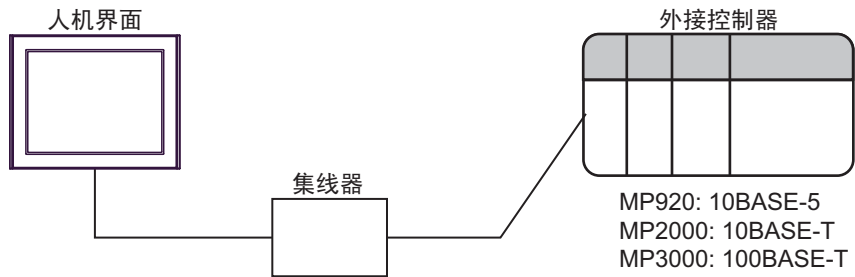 人机界面
外接控制器
集线器
MP920: 10BASE-5
MP2000: 10BASE-T
MP3000: 100BASE-T